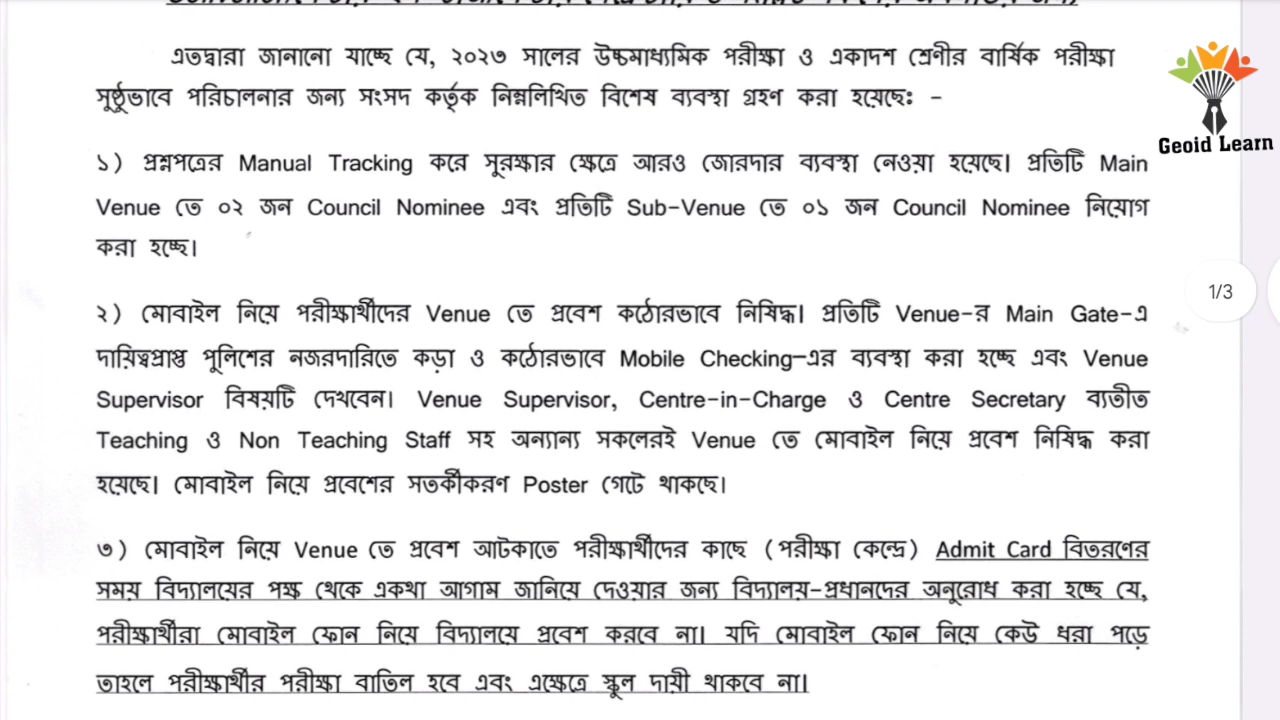 এতদ্বারা জানানো যাচ্ছে যে, ২০২৩ সালের উচ্চমাধ্যমিক পরীক্ষা ও একাদশ শ্রেণীর বার্ষিক পরীক্ষা
সুষ্ঠুভাবে পরিচালনার জন্য সংসদ কর্তৃক নিম্নলিখিত বিশেষ ব্যবস্থা গ্রহণ করা হয়েছেঃ -
Geoid Learn
১) প্রশ্নপত্রের Manual Tracking করে সুরক্ষার ক্ষেত্রে আরও জোরদার ব্যবস্থা নেওয়া হয়েছে। প্রতিটি Main
Venue তে ০২ জন Council Nominee এবং প্রতিটি Sub-Venue তে ০১ জন Council Nominee নিয়োগ
করা হচ্ছে।
1/3
২) মোবাইল নিয়ে পরীক্ষার্থীদের Venue তে প্রবেশ কঠোরভাবে নিষিদ্ধ। প্রতিটি Venue-র Main Gate-এ
দায়িত্বপ্রাপ্ত পুলিশের নজরদারিতে কড়া ও কঠোরভাবে Mobile Checking-এর ব্যবস্থা করা হচ্ছে এবং Venue
Supervisor বিষয়টি দেখবেন। Venue Supervisor, Centre-in-Charge ও Centre Secretary ব্যতীত
Teaching ও Non Teaching Staff সহ অন্যান্য সকলেরই Venue তে মোবাইল নিয়ে প্রবেশ নিষিদ্ধ করা
হয়েছে। মোবাইল নিয়ে প্রবেশের সতর্কীকরণ Poster গেটে থাকছে।
৩) মোবাইল নিয়ে Venue তে প্রবেশ আটকাতে পরীক্ষার্থীদের কাছে (পরীক্ষা কেন্দ্রে) Admit Card বিতরণের
সময় বিদ্যালয়ের পক্ষ থেকে একথা আগাম জানিয়ে দেওয়ার জন্য বিদ্যালয়-প্রধানদের অনুরোধ করা হচ্ছে যে,
পরীক্ষার্থীরা মোবাইল ফোন নিয়ে বিদ্যালয়ে প্রবেশ করবে না। যদি মোবাইল ফোন নিয়ে কেউ ধরা পড়ে
তাহলে পরীক্ষার্থীর পরীক্ষা বাতিল হবে এবং এক্ষেত্রে স্কুল দায়ী থাকবে না।